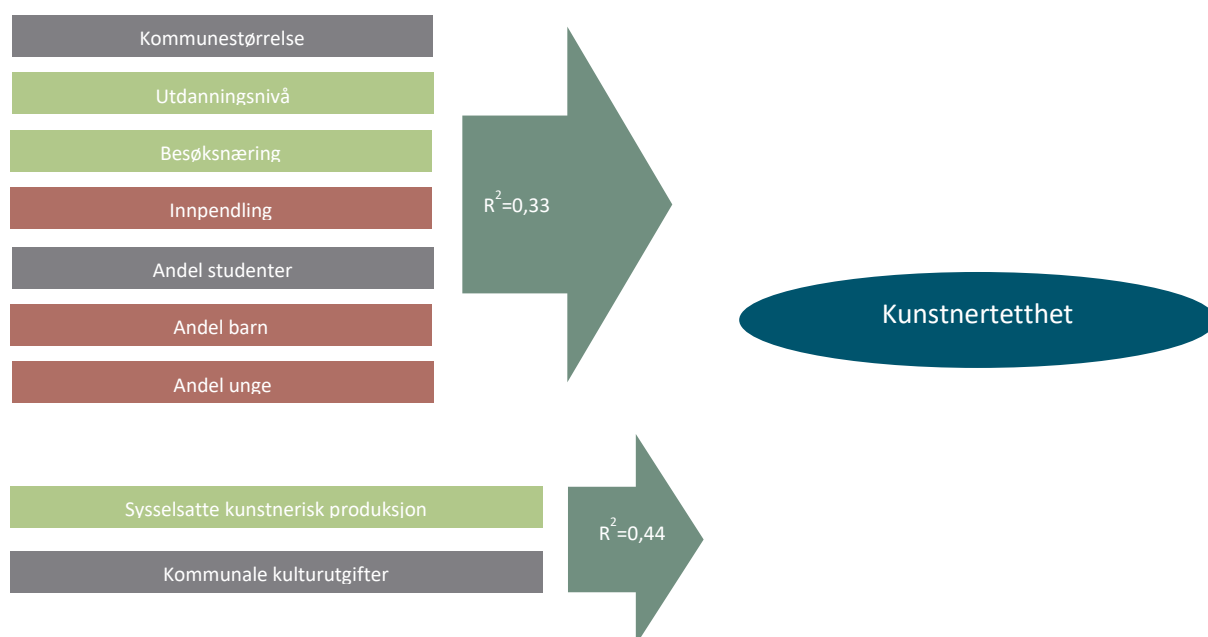 Kommunestørrelse
Utdanningsnivå
Besøksnæring
Innpendling
Andel studenter
Andel barn
Andel unge
R²=0,33
Kunstnertetthet
Sysselsatte kunstnerisk produksjon
Kommunale kulturutgifter
R²=0,44